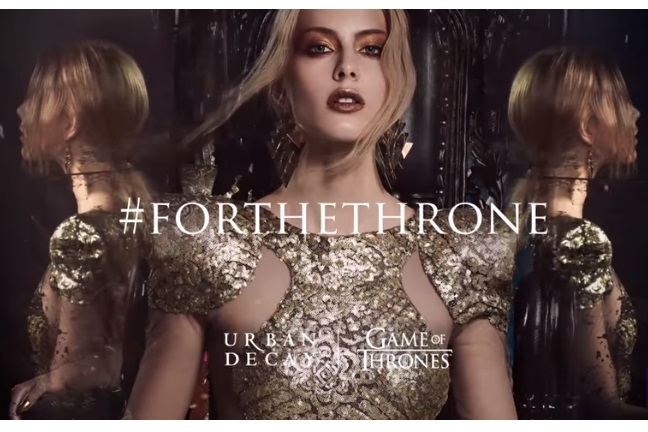 #FORTHETHRONE
URBAN
DECAY
GAME OF
THRONES